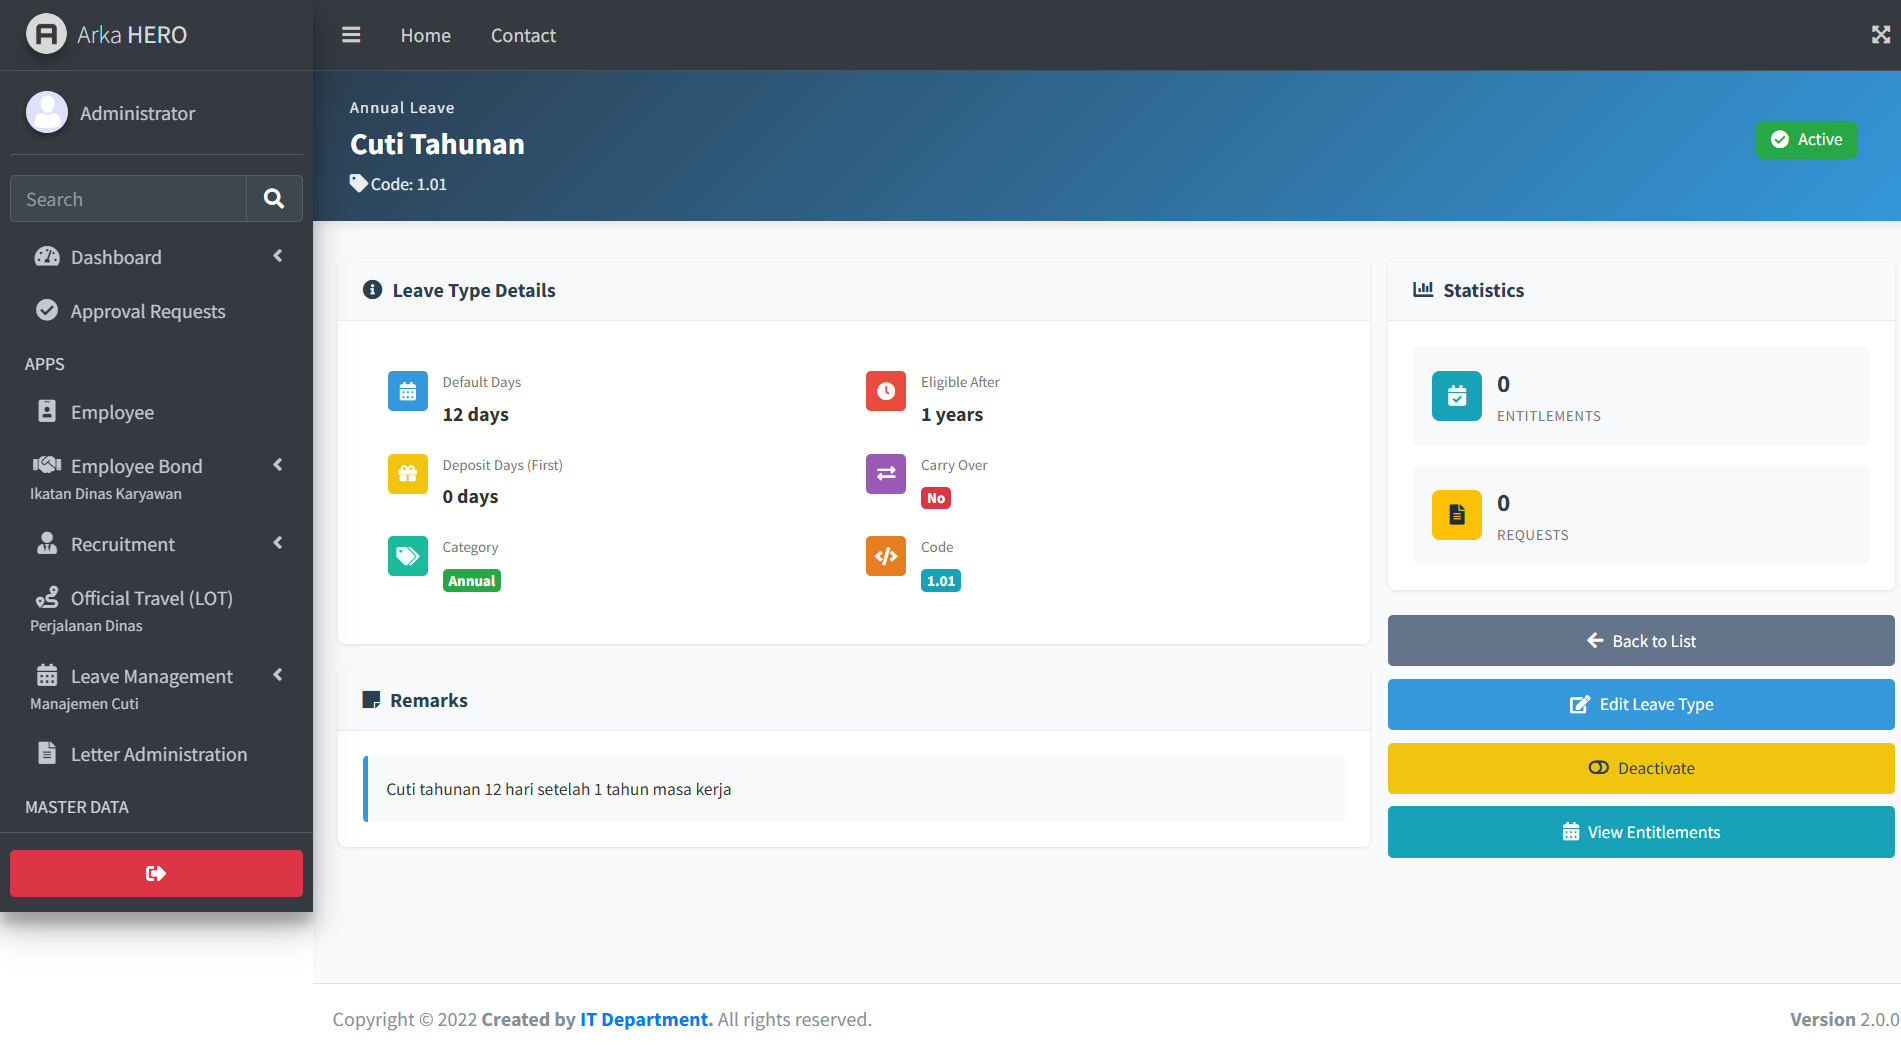 Arka HERO
Home
Contact
Administrator
Search
Dashboard
Approval Requests
APPS
Employee
Employee Bond
Ikatan Dinas Karyawan
Recruitment
Official Travel (LOT)
Perjalanan Dinas
Leave Management
Manajemen Cuti
Letter Administration
MASTER DATA
Annual Leave
Cuti Tahunan
Code: 1.01
Active
Leave Type Details
Default Days
12 days
Eligible After
1 years
Deposit Days (First)
0 days
Carry Over
No
Category
Annual
Code
1.01
Remarks
Cuti tahunan 12 hari setelah 1 tahun masa kerja
Statistics
0
ENTITLEMENTS
0
REQUESTS
Back to List
Edit Leave Type
Deactivate
View Entitlements
Copyright © 2022 Created by IT Department. All rights reserved.
Version 2.0.0